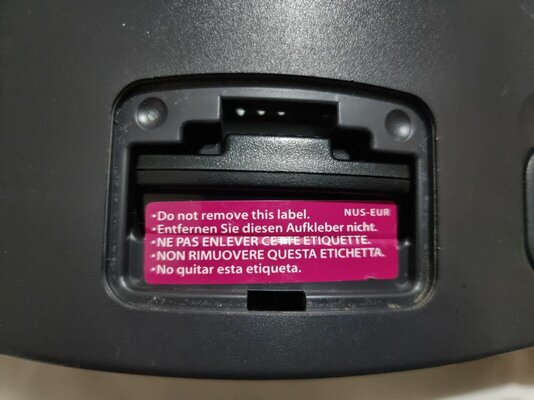 •Do not remove this label. NUS-EUR
•Entfernen Sie diesen Aufkleber nicht.
•NE PAS ENLEVER CETTE ETIQUETTE.
•NON RIMUOVERE QUESTA ETICHETTA.
•No quitar esta etiqueta.